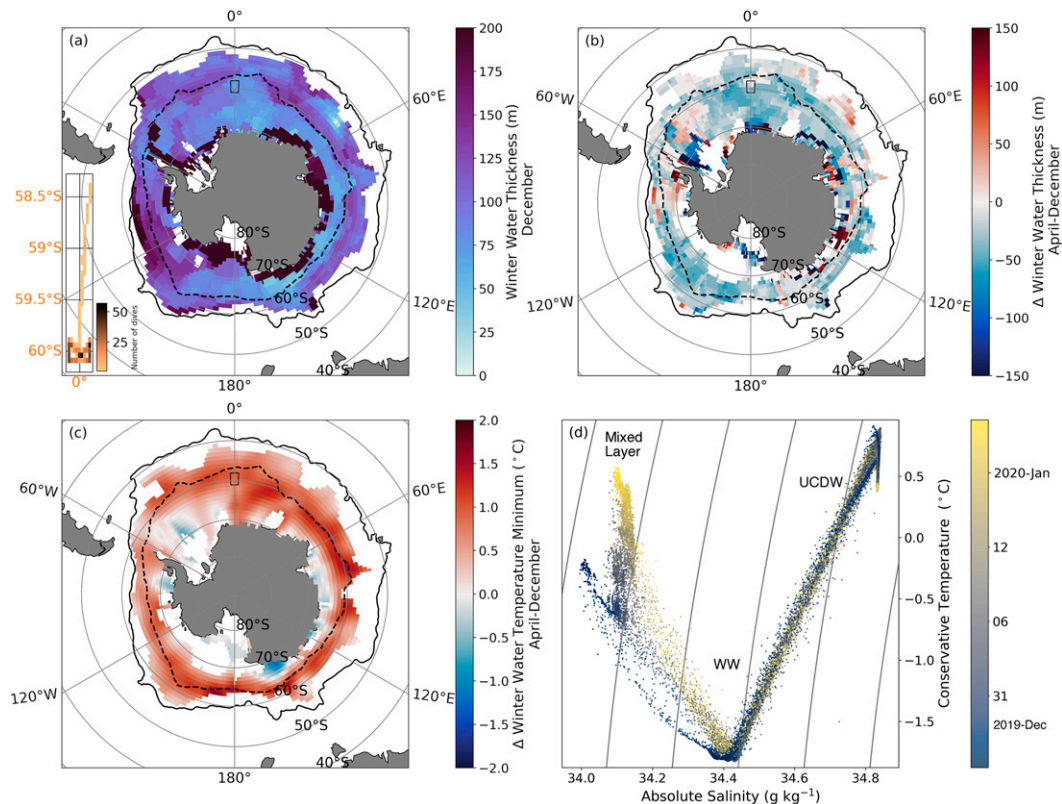 0°
(a)
60°E
120°E
180°
80°S
70°S
60°S
50°S
40°S
58.5°S
59°S
59.5°S
60°S
0°
50
25
Number of dives
200
175
150
125
100
75
50
25
0
Winter Water Thickness (m)
December
0°
(b)
60°W
60°E
120°W
120°E
180°
80°S
70°S
60°S
50°S
40°S
150
100
50
0
−50
−100
−150
Δ Winter Water Thickness (m)
April-December
0°
(c)
60°W
60°E
120°W
120°E
180°
80°S
70°S
60°S
50°S
40°S
2.0
1.5
1.0
0.5
0.0
−0.5
−1.0
−1.5
−2.0
Δ Winter Water Temperature Minimum (°C)
April-December
(d)
Mixed
Layer
UCDW
WW
34.0
34.2
34.4
34.6
34.8
Absolute Salinity (g kg⁻¹)
0.5
0.0
−0.5
−1.0
−1.5
Conservative Temperature (°C)
2020-Jan
12
06
31
2019-Dec